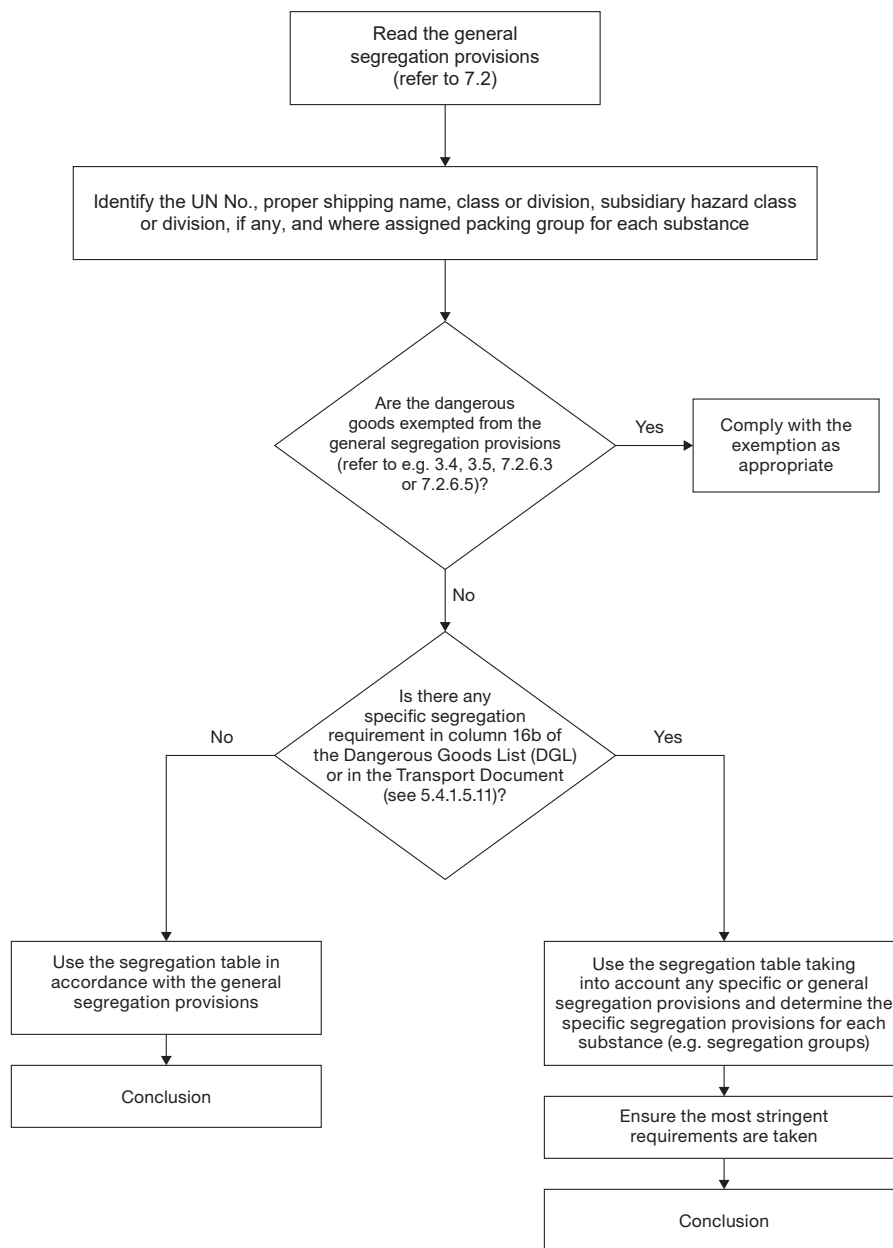 Read the general
segregation provisions
(refer to 7.2)
Identify the UN No., proper shipping name, class or division, subsidiary hazard class
or division, if any, and where assigned packing group for each substance
Are the dangerous
goods exempted from the
general segregation provisions
(refer to e.g. 3.4, 3.5, 7.2.6.3
or 7.2.6.5)?
Yes
Comply with the
exemption as
appropriate
No
Is there any
specific segregation
requirement in column 16b of
the Dangerous Goods List (DGL)
or in the Transport Document
(see 5.4.1.5.11)?
No
Yes
Use the segregation table in
accordance with the general
segregation provisions
Conclusion
Use the segregation table taking
into account any specific or general
segregation provisions and determine the
specific segregation provisions for each
substance (e.g. segregation groups)
Ensure the most stringent
requirements are taken
Conclusion